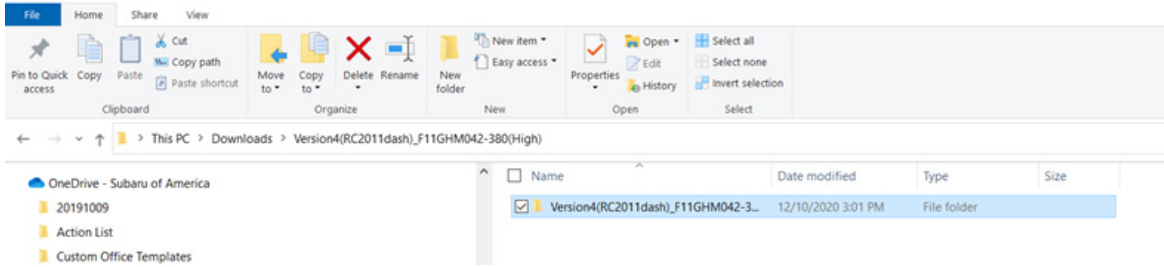 File Home Share View
Pin to Quick access
Copy
Paste
Cut
Copy path
Paste shortcut
Clipboard
Move to
Copy to
Delete
Rename
Organize
New folder
New item
Easy access
New
Properties
Open
Edit
History
Open
Select all
Select none
Invert selection
Select
This PC > Downloads > Version4(RC2011dash)_F11GHM042-380(High)
OneDrive - Subaru of America
20191009
Action List
Custom Office Templates
Name Date modified Type Size
Version4(RC2011dash)_F11GHM042-3... 12/10/2020 3:01 PM File folder